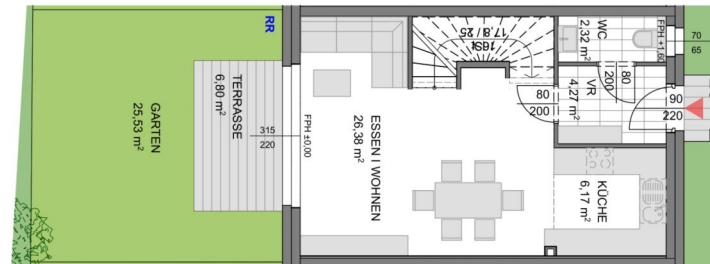 RR
GARTEN
25,53 m²
TERRASSE
6,80 m²
315
220
FPH ±0,00
ESSEN I WOHNEN
26,38 m²
16St
17,8 / 25
WC
2,32 m²
FPH +1,60
70
65
80
200
VR
4,27 m²
80
200
90
220
KÜCHE
6,17 m²